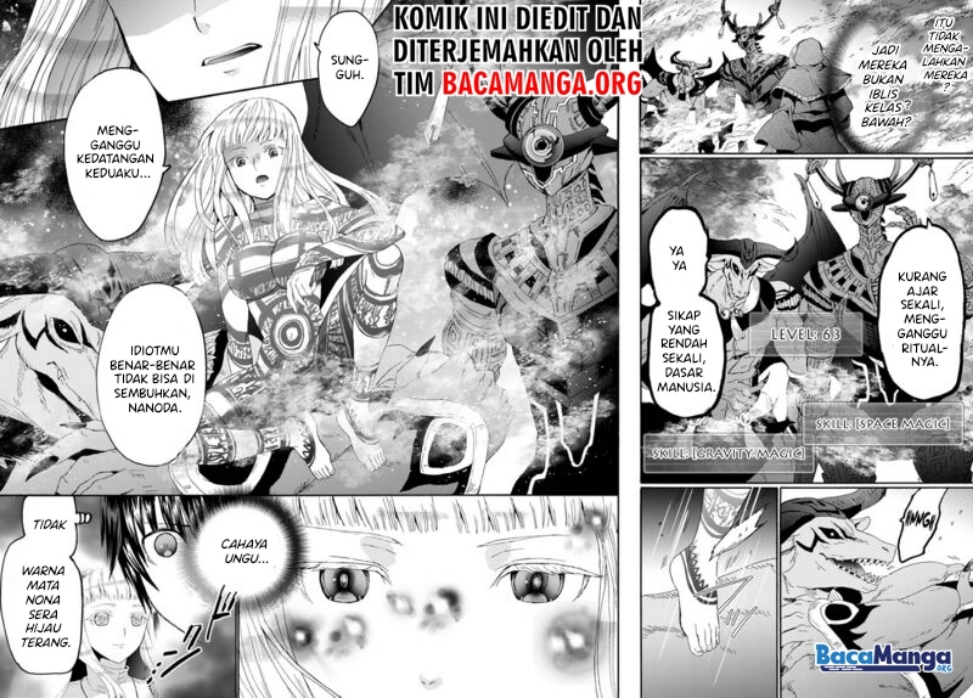 KOMIK INI DIEDIT DAN
DITERJEMAHKAN OLEH
TIM BACAMANGA.ORG
ITU
TIDAK
MENGA-
LAHKAN
MEREKA
?
JADI
MEREKA
BUKAN
IBLIS
KELAS
BAWAH?
KURANG
AJAR
SEKALI,
MENG-
GANGGU
RITUAL-
NYA.
YA
YA
SIKAP
YANG
RENDAH
SEKALI,
DASAR
MANUSIA.
LEVEL: 63
SKILL: [SPACE MAGIC]
SKILL: [GRAVITY MAGIC]
SUNG-
GUH.
MENG-
GANGGU
KEDATANGAN
KEDUAKU...
IDIOTMU
BENAR-BENAR
TIDAK BISA DI
SEMBUHKAN,
NANODA.
CAHAYA
UNGU...
TIDAK
WARNA
MATA
NONA
SERA
HIJAU
TERANG.
BacaManga
.ORG